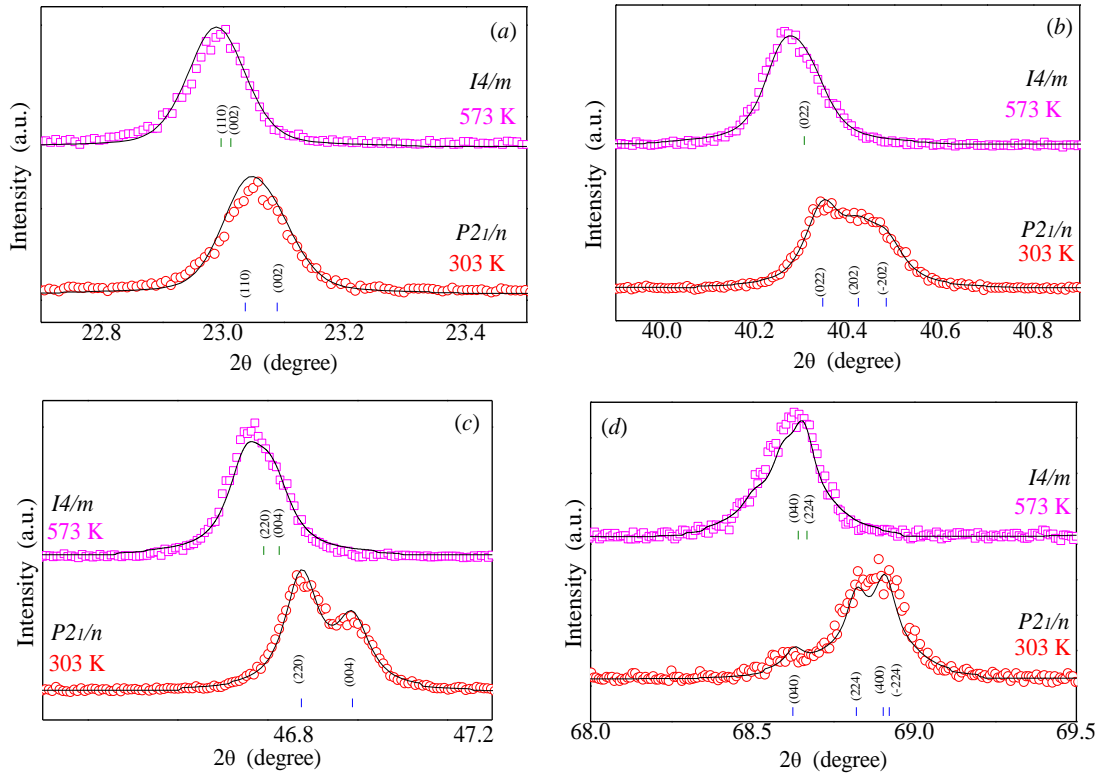 (a)
I4/m
573 K
(110)
(002)
P21/n
303 K
(110)
(002)
Intensity (a.u.)
22.8 23.0 23.2 23.4
2θ (degree)
(b)
I4/m
573 K
(022)
P21/n
303 K
(022)
(202)
(-202)
Intensity (a.u.)
40.0 40.2 40.4 40.6 40.8
2θ (degree)
(c)
I4/m
573 K
(220)
(004)
P21/n
303 K
(220)
(004)
Intensity (a.u.)
46.8 47.2
2θ (degree)
(d)
I4/m
573 K
(040)
(224)
P21/n
303 K
(040)
(224)
(400)
(-224)
Intensity (a.u.)
68.0 68.5 69.0 69.5
2θ (degree)